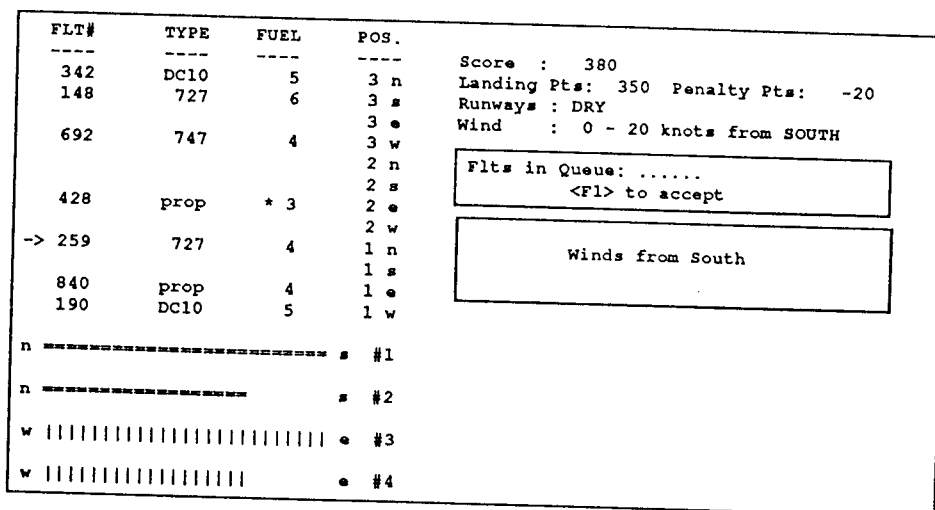 FLT# TYPE FUEL POS.
---- ---- ---- ----
342 DC10 5 3 n
148 727 6 3 s
3 e
692 747 4 3 w
2 n
2 s
428 prop * 3 2 e
2 w
-> 259 727 4 1 n
1 s
840 prop 4 1 e
190 DC10 5 1 w
n ========================= s #1
n ================== s #2
w ||||||||||||||||||||||||| e #3
w |||||||||||||||||| e #4
Score : 380
Landing Pts: 350 Penalty Pts: -20
Runways : DRY
Wind : 0 - 20 knots from SOUTH
Flts in Queue: ......
<F1> to accept
Winds from South